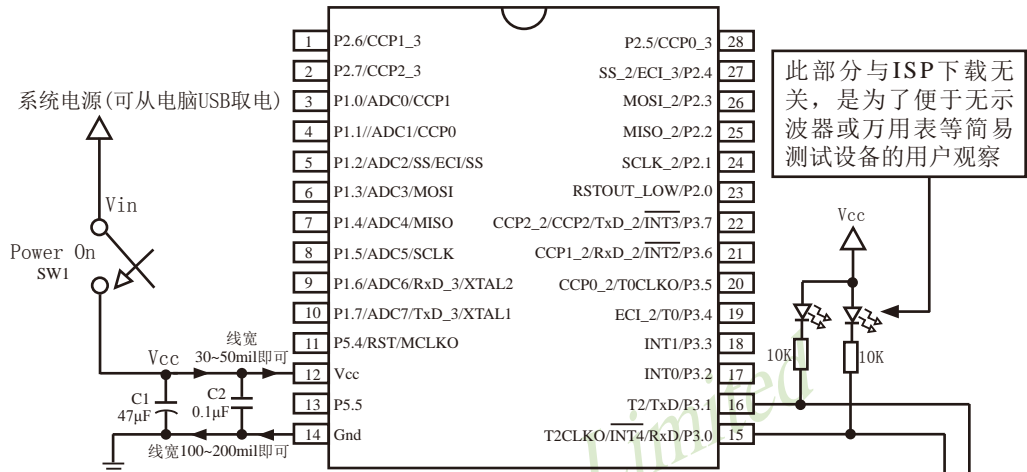 系统电源(可从电脑USB取电)
Vin
Power On
SW1
Vcc
线宽
30~50mil即可
C1
47μF
C2
0.1μF
线宽100~200mil即可
1 P2.6/CCP1_3
2 P2.7/CCP2_3
3 P1.0/ADC0/CCP1
4 P1.1//ADC1/CCP0
5 P1.2/ADC2/SS/ECI/SS
6 P1.3/ADC3/MOSI
7 P1.4/ADC4/MISO
8 P1.5/ADC5/SCLK
9 P1.6/ADC6/RxD_3/XTAL2
10 P1.7/ADC7/TxD_3/XTAL1
11 P5.4/RST/MCLKO
12 Vcc
13 P5.5
14 Gnd
P2.5/CCP0_3 28
SS_2/ECI_3/P2.4 27
MOSI_2/P2.3 26
MISO_2/P2.2 25
SCLK_2/P2.1 24
RSTOUT_LOW/P2.0 23
CCP2_2/CCP2/TxD_2/INT3/P3.7 22
CCP1_2/RxD_2/INT2/P3.6 21
CCP0_2/T0CLKO/P3.5 20
ECI_2/T0/P3.4 19
INT1/P3.3 18
INT0/P3.2 17
T2/TxD/P3.1 16
T2CLKO/INT4/RxD/P3.0 15
此部分与ISP下载无
关，是为了便于无示
波器或万用表等简易
测试设备的用户观察
Vcc
10K
10K
Limited